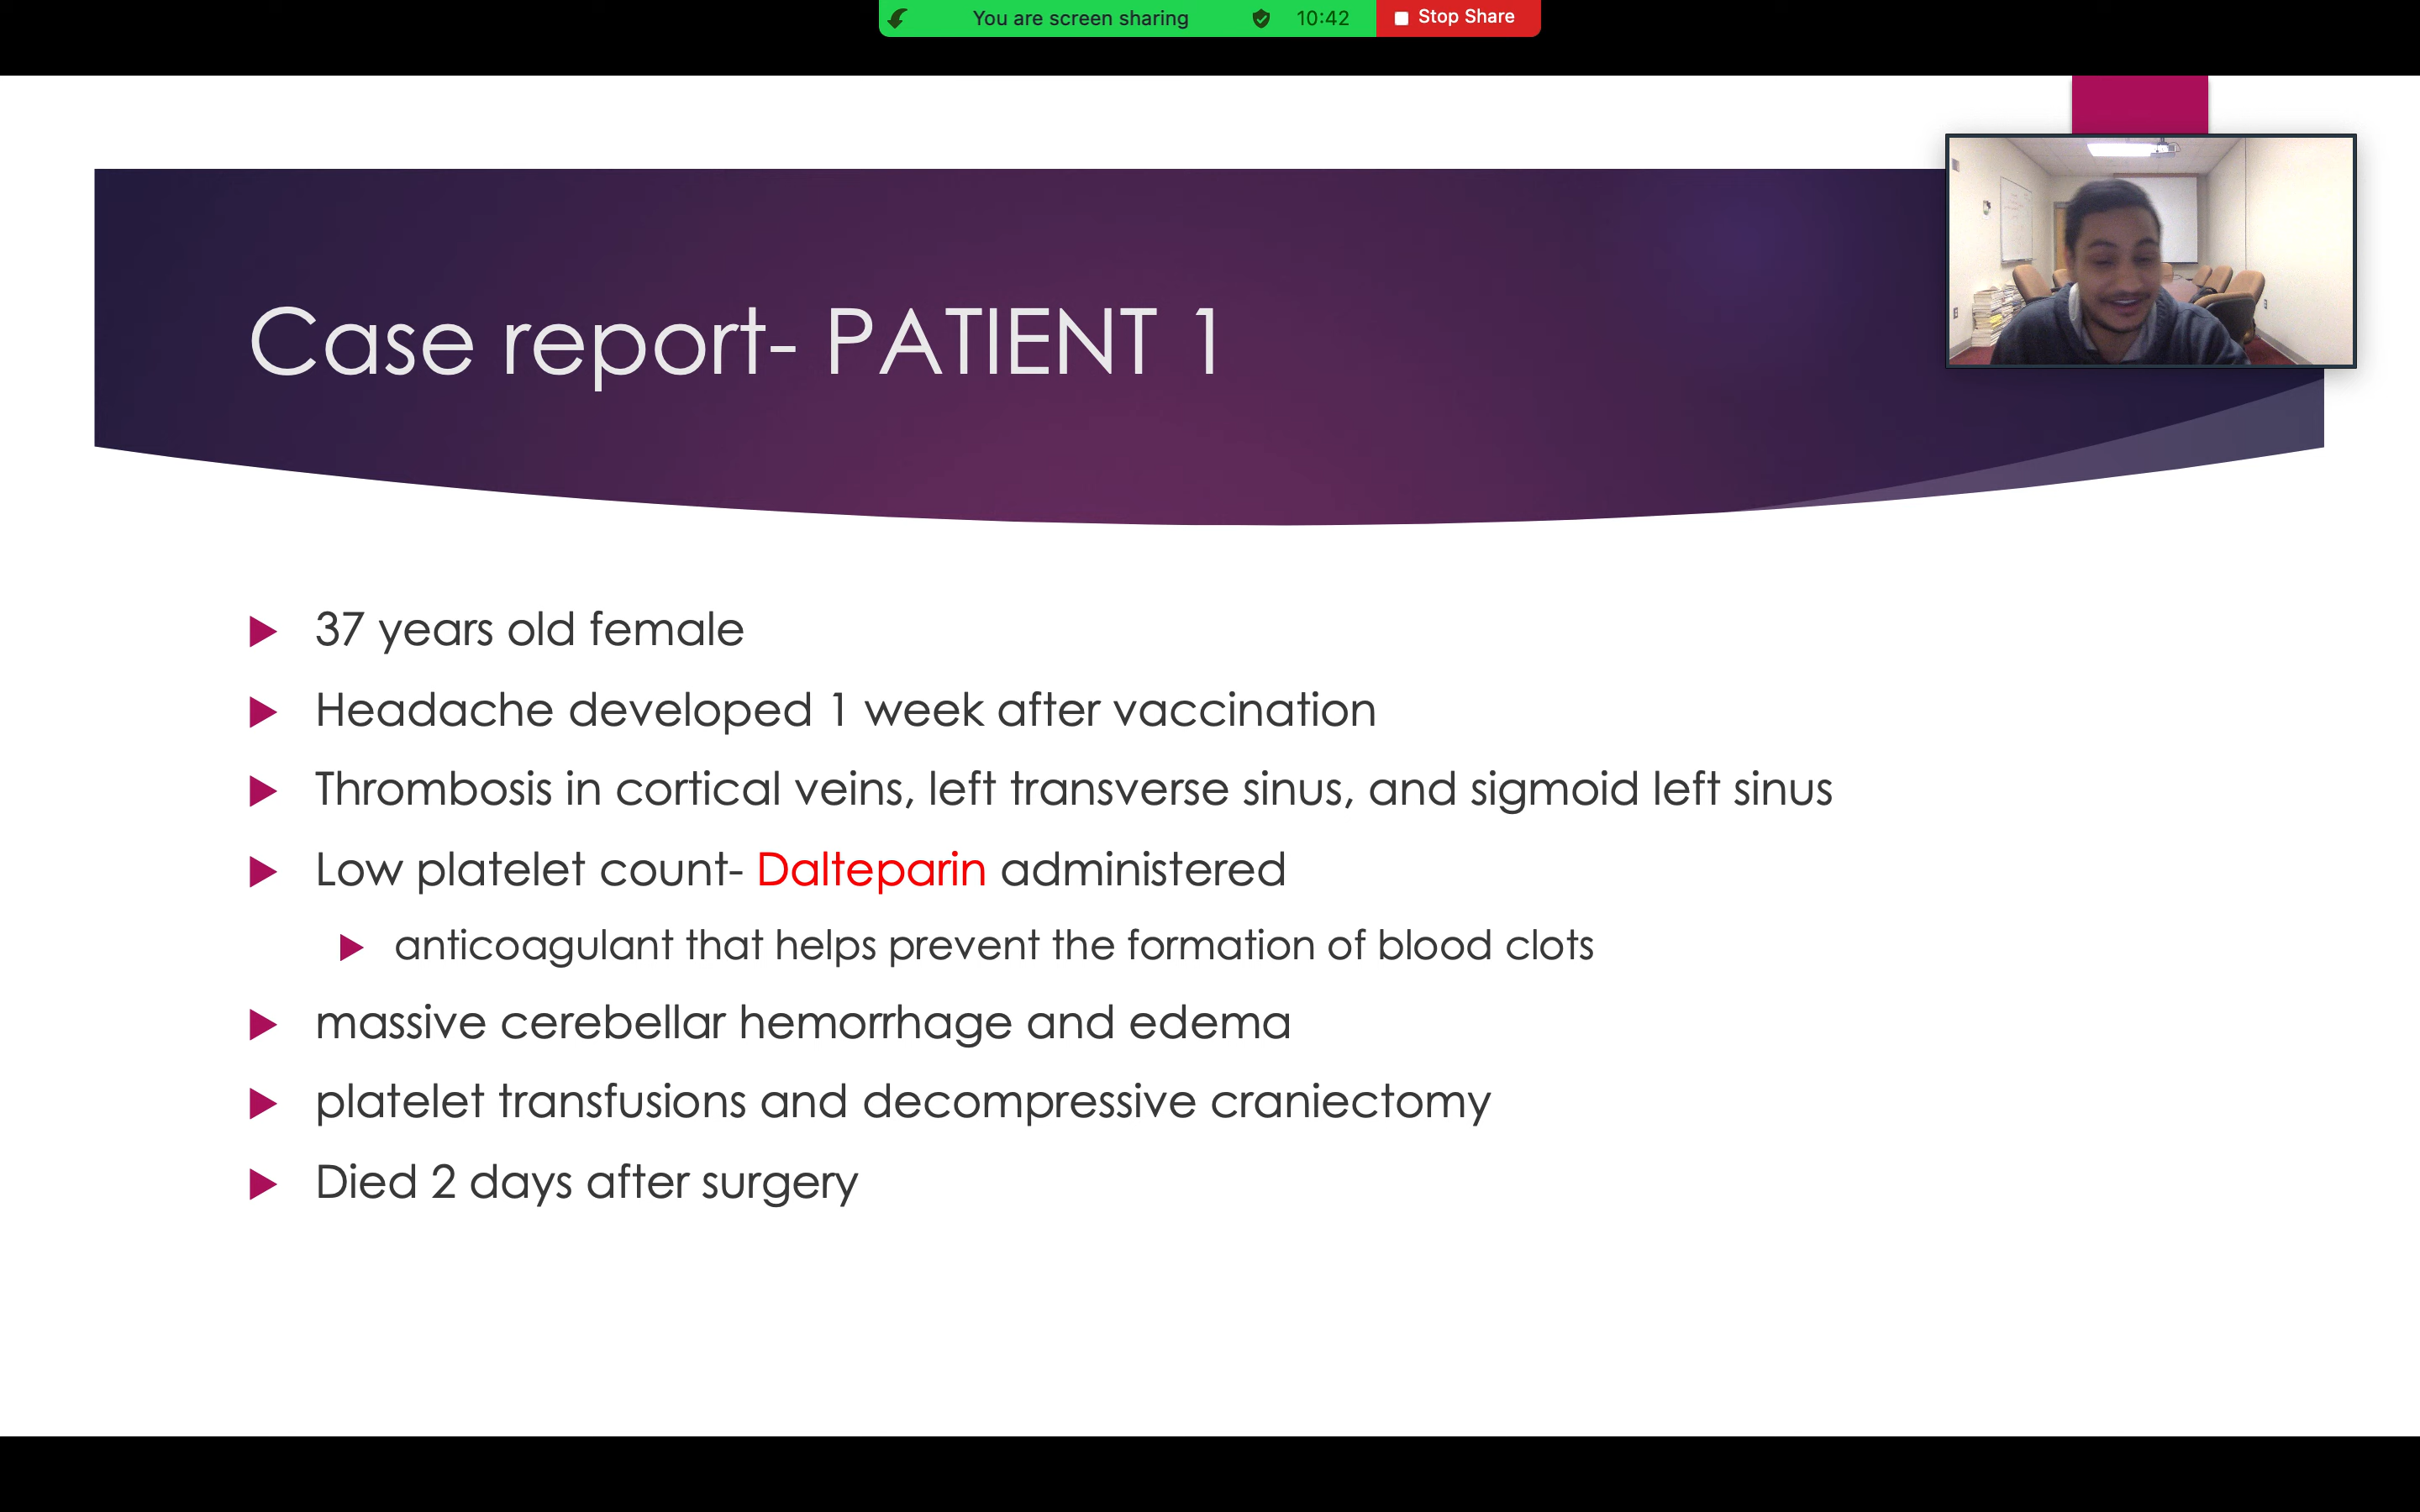 You are screen sharing 10:42 Stop Share
Case report- PATIENT 1
37 years old female
Headache developed 1 week after vaccination
Thrombosis in cortical veins, left transverse sinus, and sigmoid left sinus
Low platelet count- Dalteparin administered
anticoagulant that helps prevent the formation of blood clots
massive cerebellar hemorrhage and edema
platelet transfusions and decompressive craniectomy
Died 2 days after surgery